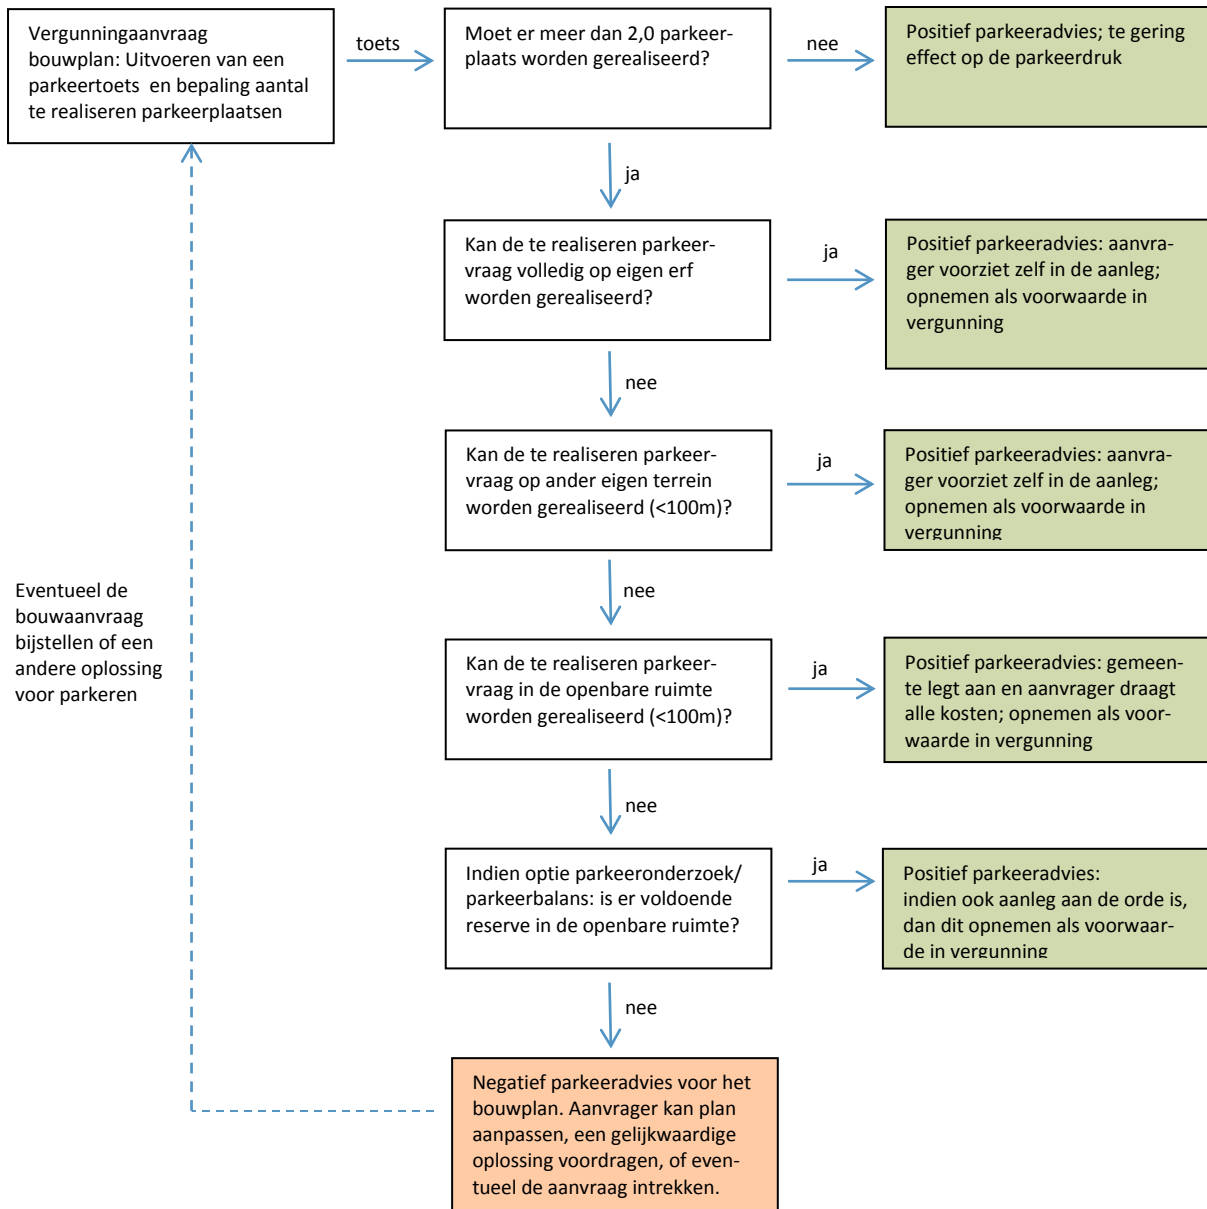 Vergunningaanvraag
bouwplan: Uitvoeren van een
parkeertoets en bepaling aantal
te realiseren parkeerplaatsen
toets
Moet er meer dan 2,0 parkeer-
plaats worden gerealiseerd?
nee
Positief parkeeradvies; te gering
effect op de parkeerdruk
ja
Kan de te realiseren parkeer-
vraag volledig op eigen erf
worden gerealiseerd?
ja
Positief parkeeradvies: aanvra-
ger voorziet zelf in de aanleg;
opnemen als voorwaarde in
vergunning
nee
Kan de te realiseren parkeer-
vraag op ander eigen terrein
worden gerealiseerd (<100m)?
ja
Positief parkeeradvies: aanvra-
ger voorziet zelf in de aanleg;
opnemen als voorwaarde in
vergunning
nee
Eventueel de
bouwaanvraag
bijstellen of een
andere oplossing
voor parkeren
Kan de te realiseren parkeer-
vraag in de openbare ruimte
worden gerealiseerd (<100m)?
ja
Positief parkeeradvies: gemeen-
te legt aan en aanvrager draagt
alle kosten; opnemen als voor-
waarde in vergunning
nee
Indien optie parkeeronderzoek/
parkeerbalans: is er voldoende
reserve in de openbare ruimte?
ja
Positief parkeeradvies:
indien ook aanleg aan de orde is,
dan dit opnemen als voorwaar-
de in vergunning
nee
Negatief parkeeradvies voor het
bouwplan. Aanvrager kan plan
aanpassen, een gelijkwaardige
oplossing voordragen, of even-
tueel de aanvraag intrekken.